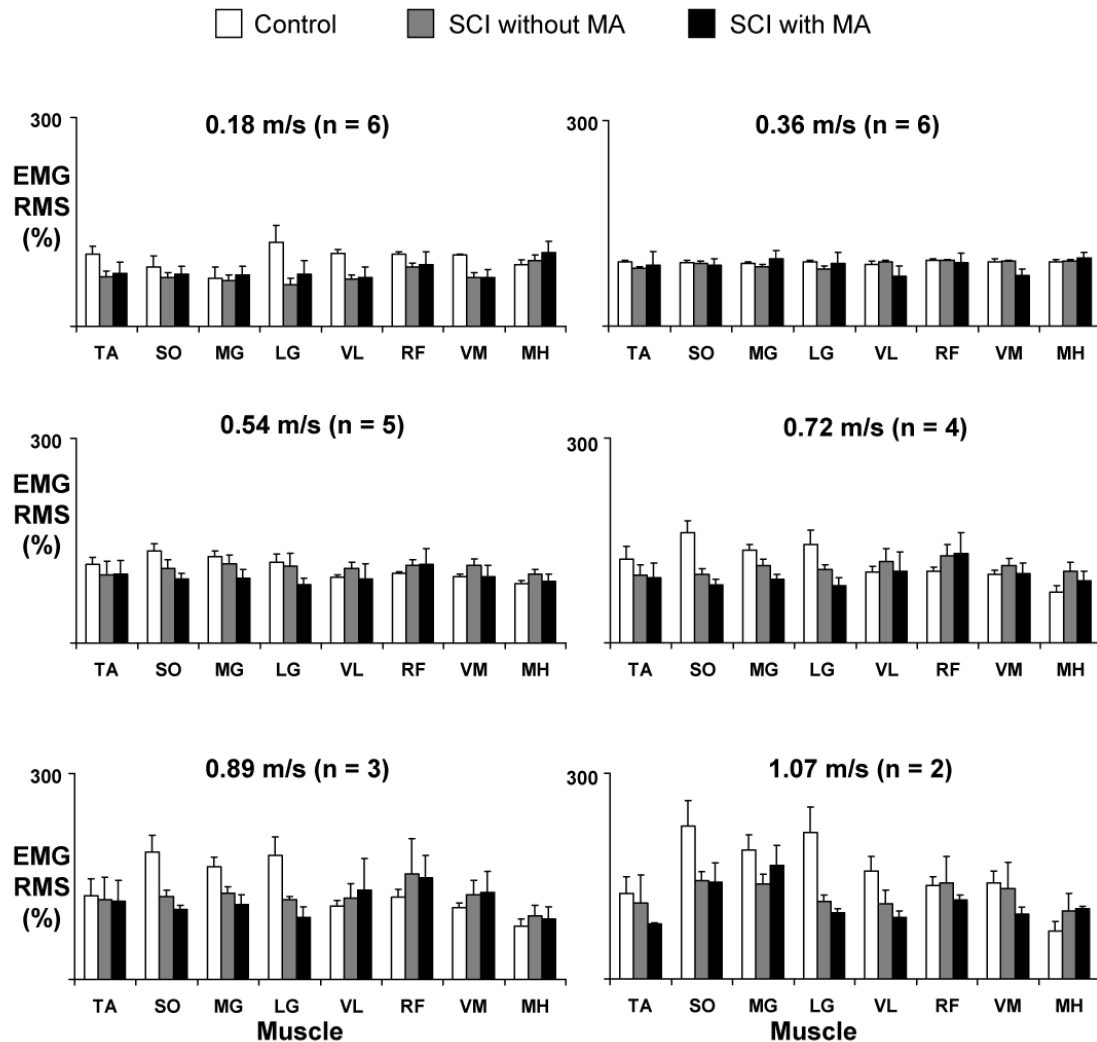 Control SCI without MA SCI with MA
0.18 m/s (n = 6) 0.36 m/s (n = 6)
300 300
EMG
RMS
(%)
TA SO MG LG VL RF VM MH TA SO MG LG VL RF VM MH
0.54 m/s (n = 5) 0.72 m/s (n = 4)
300 300
EMG
RMS
(%)
TA SO MG LG VL RF VM MH TA SO MG LG VL RF VM MH
0.89 m/s (n = 3) 1.07 m/s (n = 2)
300 300
EMG
RMS
(%)
TA SO MG LG VL RF VM MH TA SO MG LG VL RF VM MH
Muscle Muscle